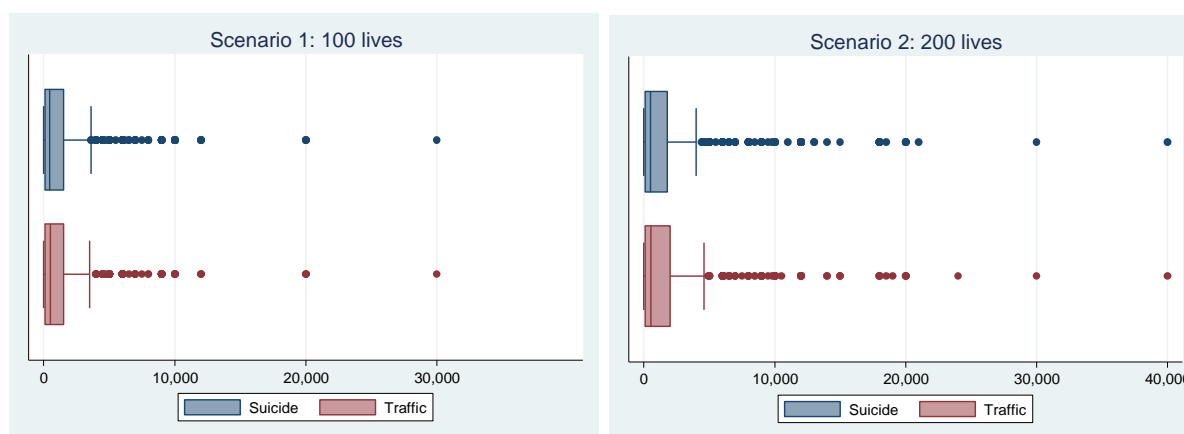 Scenario 1: 100 lives
0 10,000 20,000 30,000
Suicide Traffic
Scenario 2: 200 lives
0 10,000 20,000 30,000 40,000
Suicide Traffic